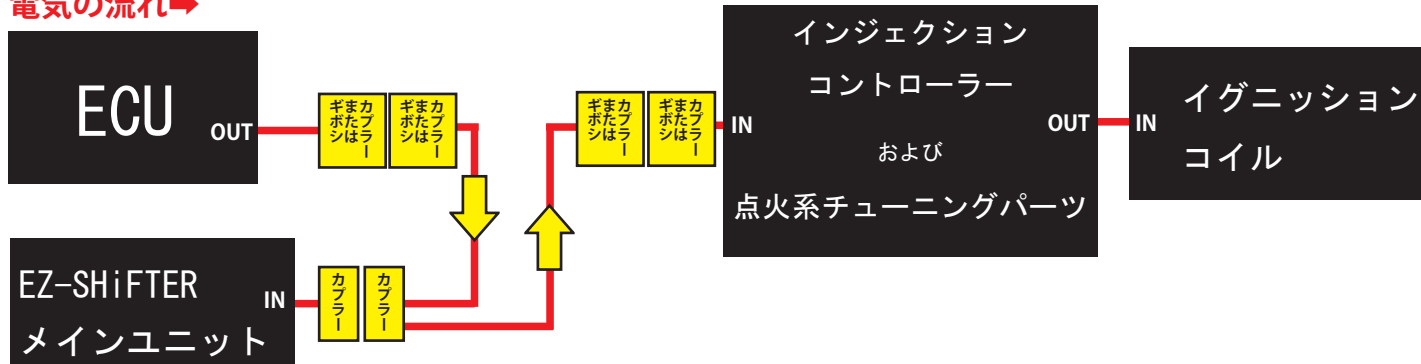 電気の流れ➡
ECU
OUT
カプラー
または
ギボシ
カプラー
または
ギボシ
カプラー
または
ギボシ
カプラー
または
ギボシ
IN
インジェクション
コントローラー
および
点火系チューニングパーツ
OUT
IN
イグニッション
コイル
EZ-SHiFTER
メインユニット
IN
カプラー
カプラー